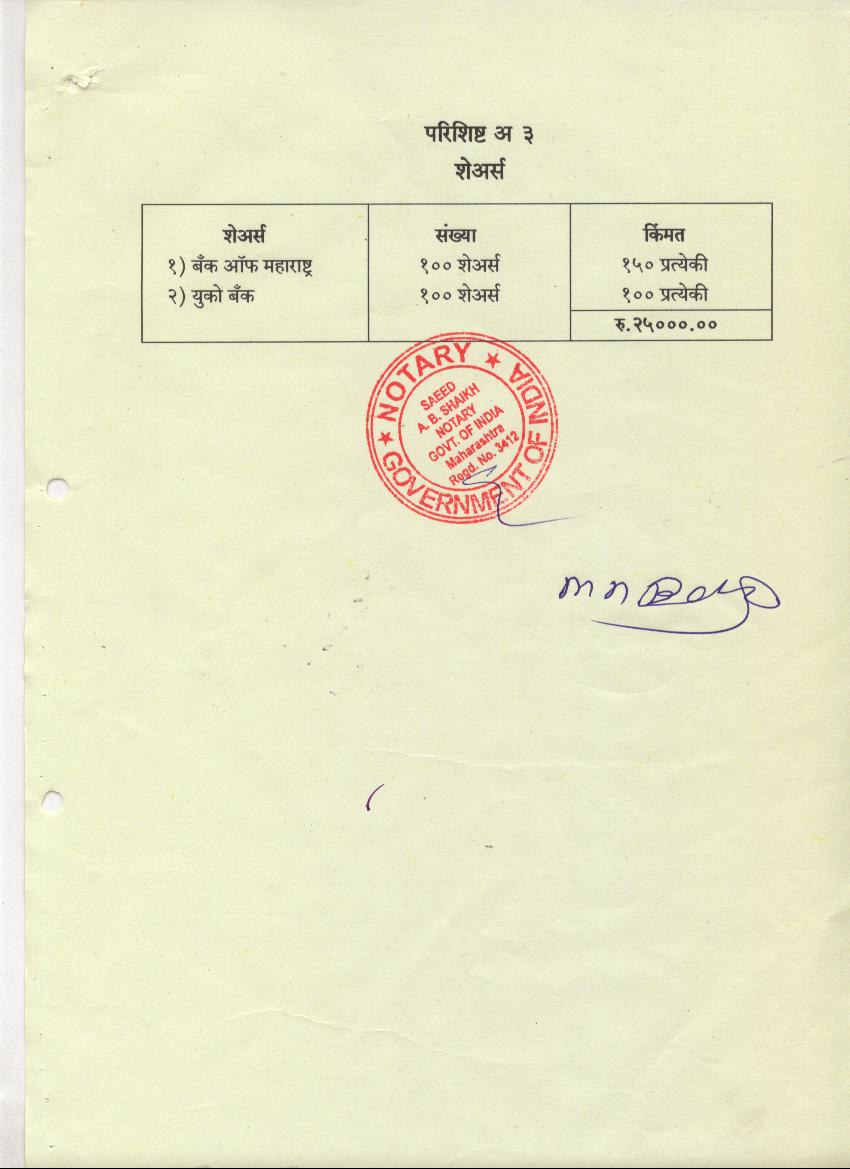 परिशिष्ट अ ३
शेअर्स
शेअर्स संख्या किंमत
१) बँक ऑफ महाराष्ट्र १०० शेअर्स १५० प्रत्येकी
२) युको बँक १०० शेअर्स १०० प्रत्येकी
रु.२५०००.००
NOTARY
GOVERNMENT OF INDIA
SAEED
A. B. SHAIKH
NOTARY
GOVT. OF INDIA
Maharashtra
Regd. No. 3412